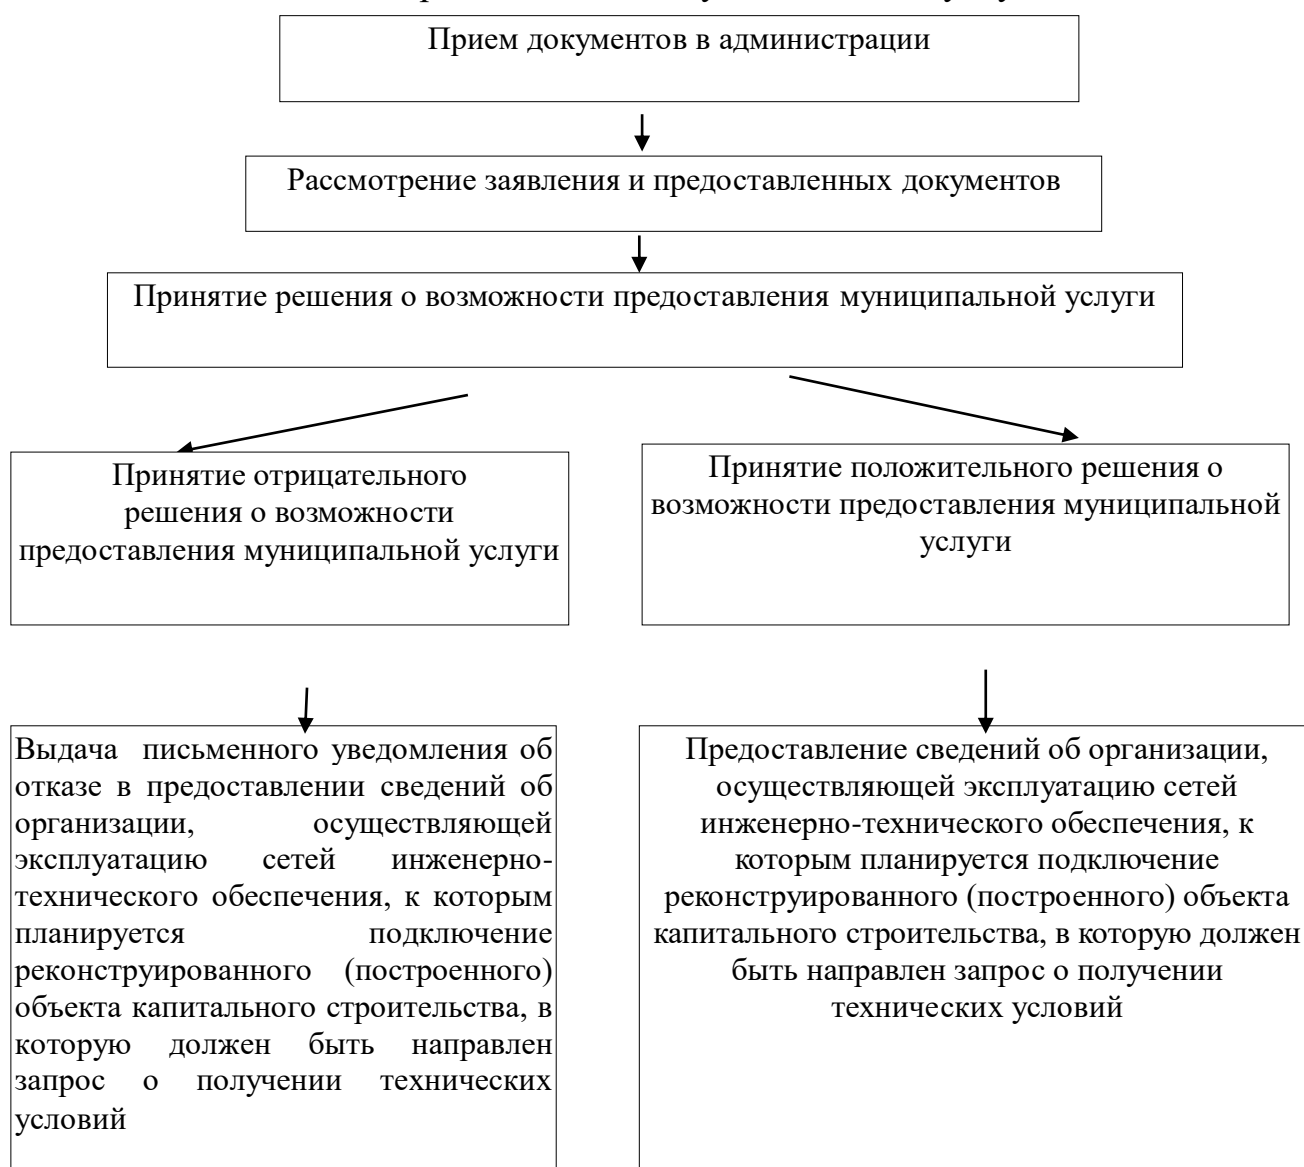 Прием документов в администрации
Рассмотрение заявления и предоставленных документов
Принятие решения о возможности предоставления муниципальной услуги
Принятие отрицательного
решения о возможности
предоставления муниципальной услуги
Принятие положительного решения о
возможности предоставления муниципальной
услуги
Выдача письменного уведомления об
отказе в предоставлении сведений об
организации, осуществляющей
эксплуатацию сетей инженерно-
технического обеспечения, к которым
планируется подключение
реконструированного (построенного)
объекта капитального строительства, в
которую должен быть направлен
запрос о получении технических
условий
Предоставление сведений об организации,
осуществляющей эксплуатацию сетей
инженерно-технического обеспечения, к
которым планируется подключение
реконструированного (построенного) объекта
капитального строительства, в которую должен
быть направлен запрос о получении
технических условий